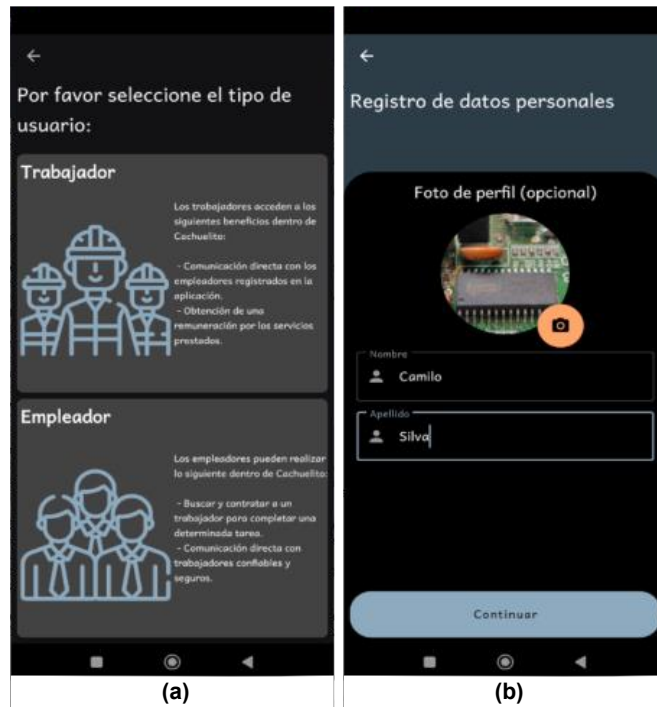 Por favor seleccione el tipo de
usuario:
Trabajador
Los trabajadores acceden a los
siguientes beneficios dentro de
Cachuelito:
- Comunicación directa con los
empleadores registrados en la
aplicación.
- Obtención de una
remuneración por los servicios
prestados.
Empleador
Los empleadores pueden realizar
lo siguiente dentro de Cachuelito:
- Buscar y contratar a un
trabajador para completar una
determinada tarea.
- Comunicación directa con
trabajadores confiables y
seguros.
(a)
Registro de datos personales
Foto de perfil (opcional)
Nombre
Camilo
Apellido
Silva
Continuar
(b)